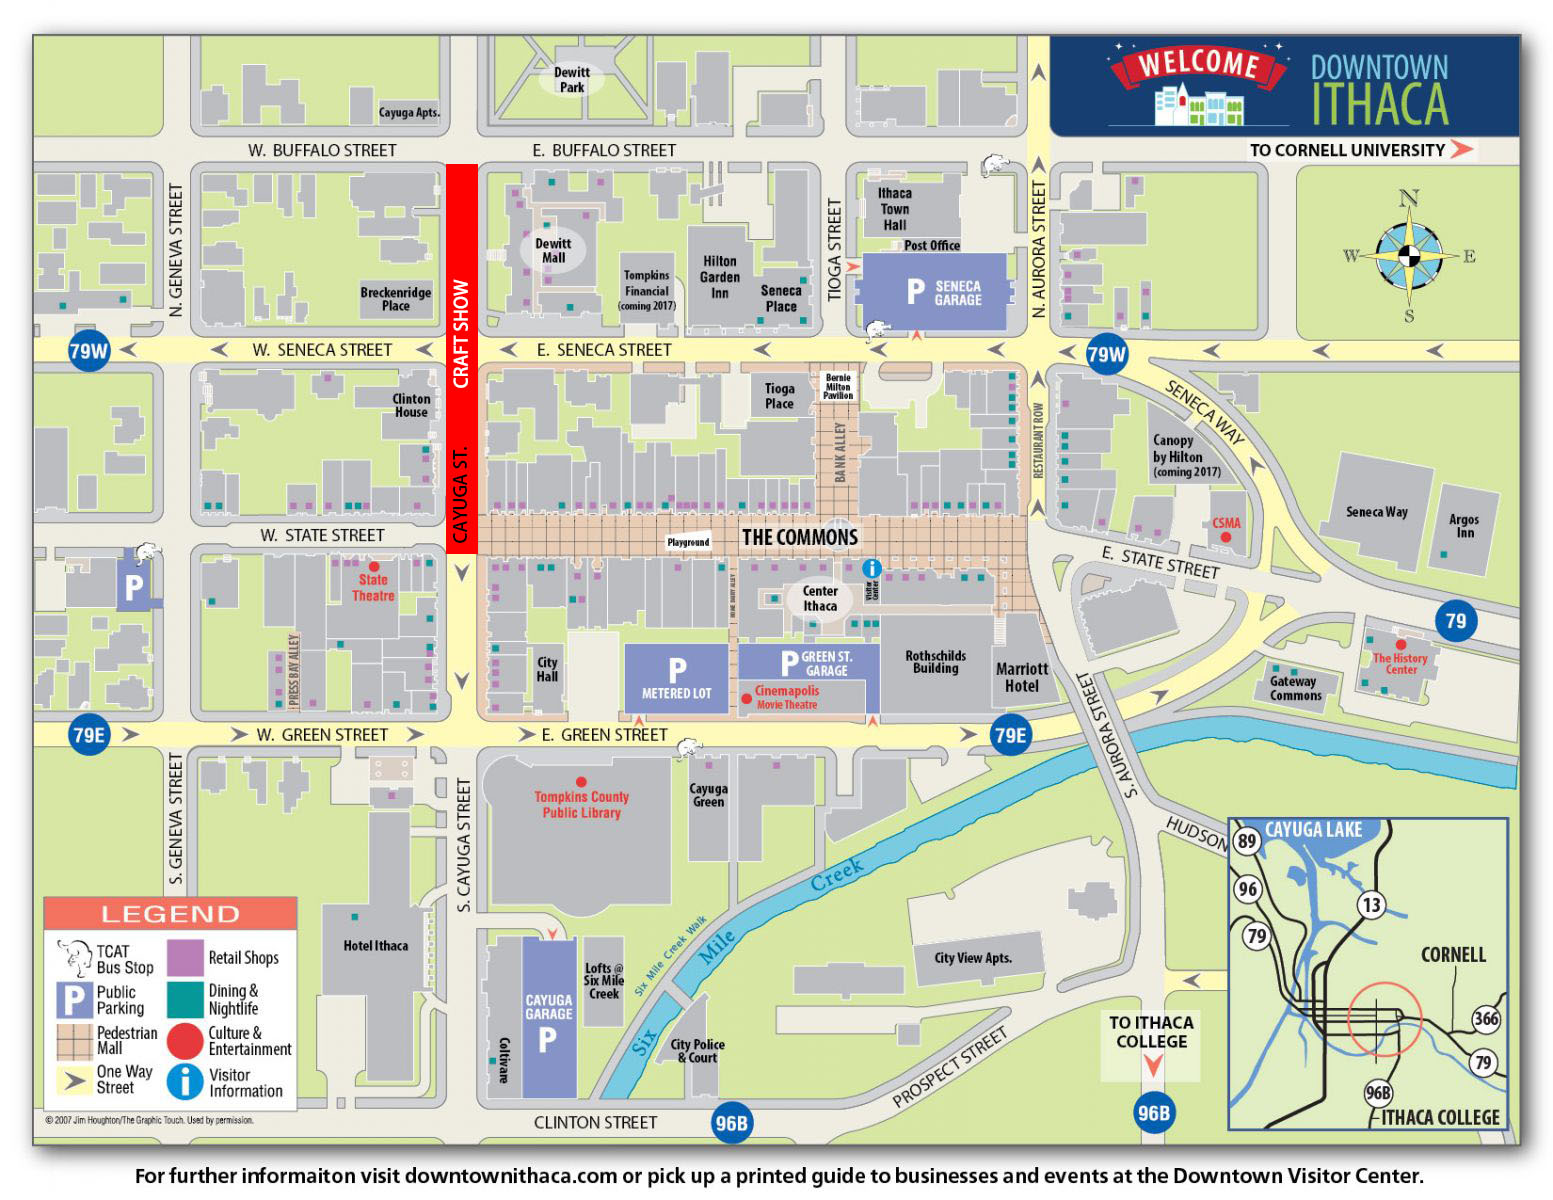 WELCOME
DOWNTOWN
ITHACA
Dewitt
Park
Cayuga Apts.
W. BUFFALO STREET
E. BUFFALO STREET
TO CORNELL UNIVERSITY
N. GENEVA STREET
CRAFT SHOW
CAYUGA ST.
TIOGA STREET
N. AURORA STREET
Ithaca
Town
Hall
Post Office
P SENECA
GARAGE
Dewitt
Mall
Tompkins
Financial
(coming 2017)
Hilton
Garden
Inn
Seneca
Place
Breckenridge
Place
N
W
E
S
79W
W. SENECA STREET
E. SENECA STREET
79W
SENECA WAY
Clinton
House
Tioga
Place
Bernie
Milton
Pavilion
BANK ALLEY
RESTAURANT ROW
Canopy
by Hilton
(coming 2017)
CSMA
Seneca Way
Argos
Inn
W. STATE STREET
Playground
THE COMMONS
E. STATE STREET
P
State
Theatre
HOME DAIRY ALLEY
Center
Ithaca
i
Visitor
Center
79
PRESS BAY ALLEY
City
Hall
P
METERED LOT
P GREEN ST.
GARAGE
Cinemapolis
Movie Theatre
Rothschilds
Building
Marriott
Hotel
The History
Center
Gateway
Commons
79E
W. GREEN STREET
E. GREEN STREET
79E
S. GENEVA STREET
S. CAYUGA STREET
S. AURORA STREET
HUDSON
Tompkins County
Public Library
Cayuga
Green
Six Mile Creek
Six Mile Creek Walk
Hotel Ithaca
Coltivare
CAYUGA
GARAGE
P
Lofts @
Six Mile
Creek
City Police
& Court
City View Apts.
PROSPECT STREET
TO ITHACA
COLLEGE
CLINTON STREET
96B
96B
LEGEND
TCAT
Bus Stop
Retail Shops
P
Public
Parking
Dining &
Nightlife
Pedestrian
Mall
Culture &
Entertainment
One Way
Street
i
Visitor
Information
© 2007 Jim Houghton/The Graphic Touch. Used by permission.
CAYUGA LAKE
89
96
79
13
CORNELL
366
79
96B
ITHACA COLLEGE
For further informaiton visit downtownithaca.com or pick up a printed guide to businesses and events at the Downtown Visitor Center.